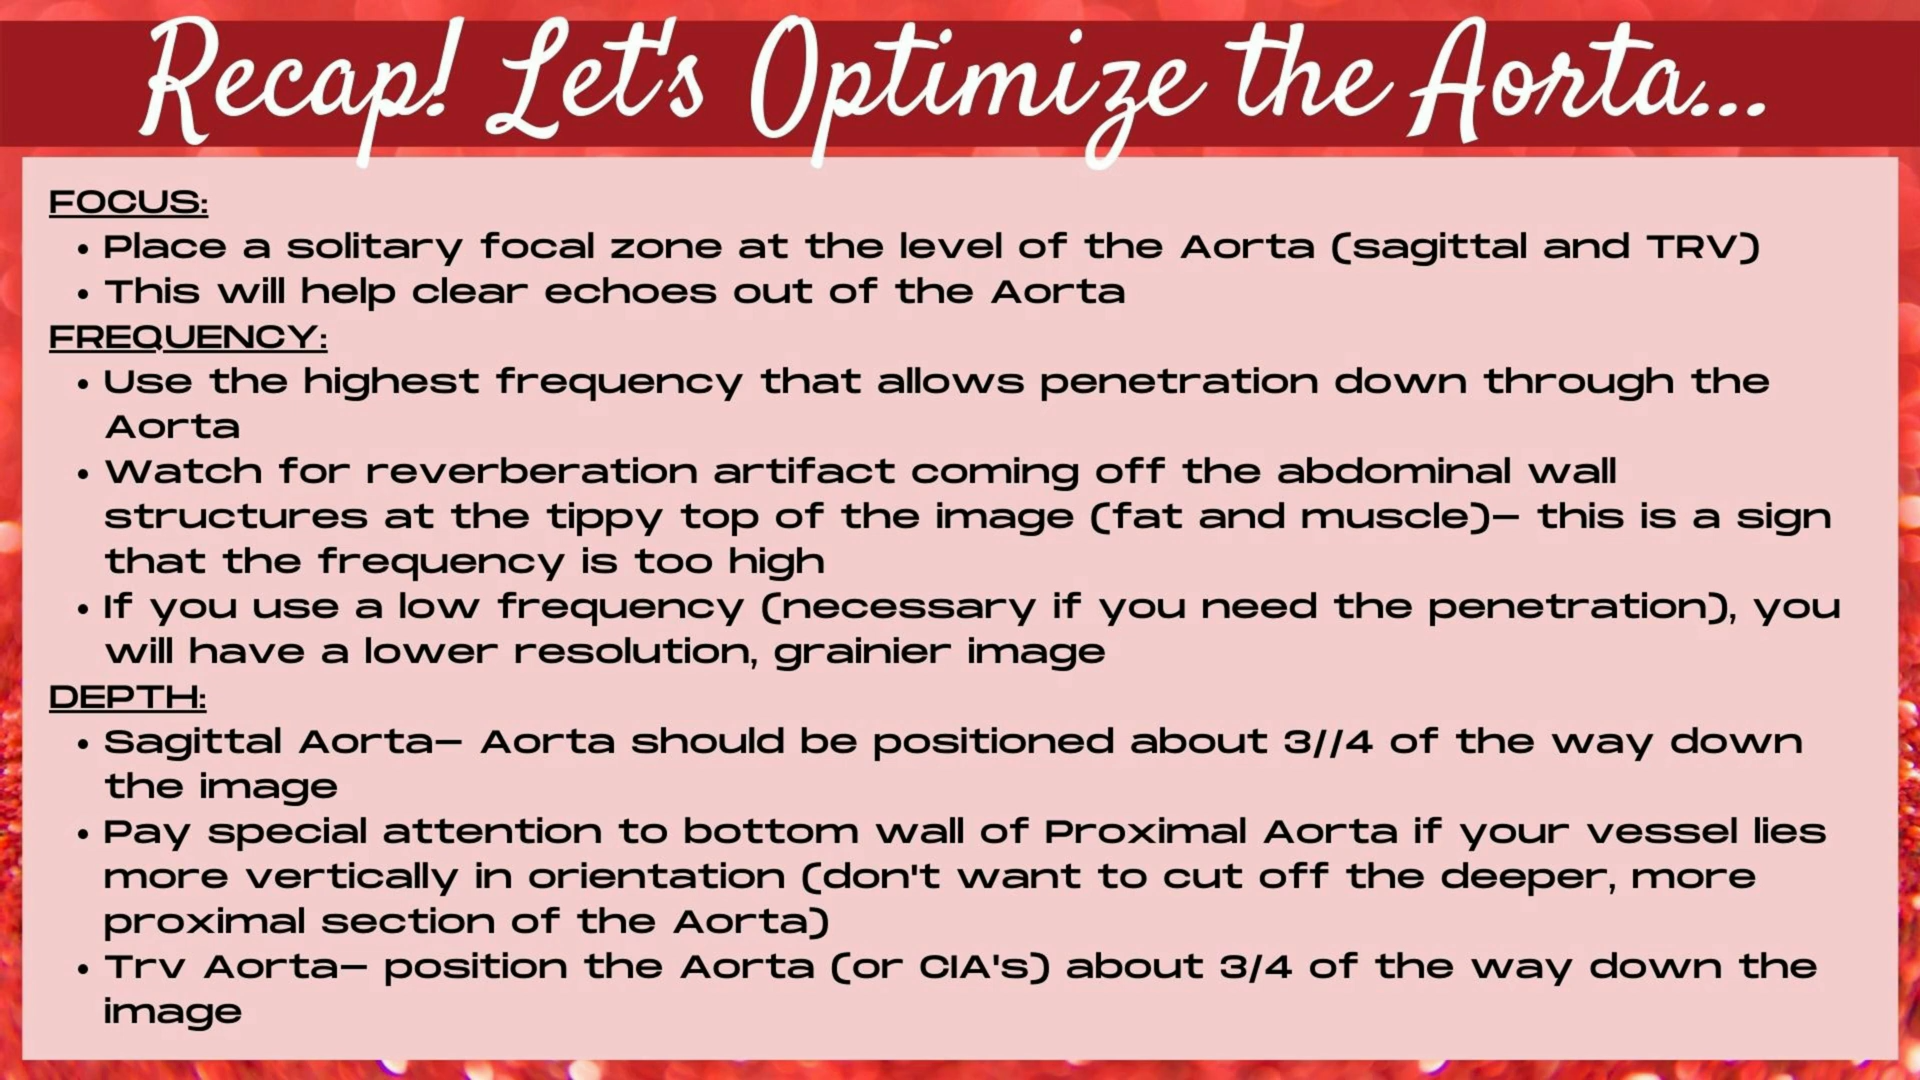 Recap! Let's Optimize the Aorta...
FOCUS:
• Place a solitary focal zone at the level of the Aorta (sagittal and TRV)
• This will help clear echoes out of the Aorta
FREQUENCY:
• Use the highest frequency that allows penetration down through the
Aorta
• Watch for reverberation artifact coming off the abdominal wall
structures at the tippy top of the image (fat and muscle)– this is a sign
that the frequency is too high
• If you use a low frequency (necessary if you need the penetration), you
will have a lower resolution, grainier image
DEPTH:
• Sagittal Aorta– Aorta should be positioned about 3//4 of the way down
the image
• Pay special attention to bottom wall of Proximal Aorta if your vessel lies
more vertically in orientation (don't want to cut off the deeper, more
proximal section of the Aorta)
• Trv Aorta– position the Aorta (or CIA's) about 3/4 of the way down the
image